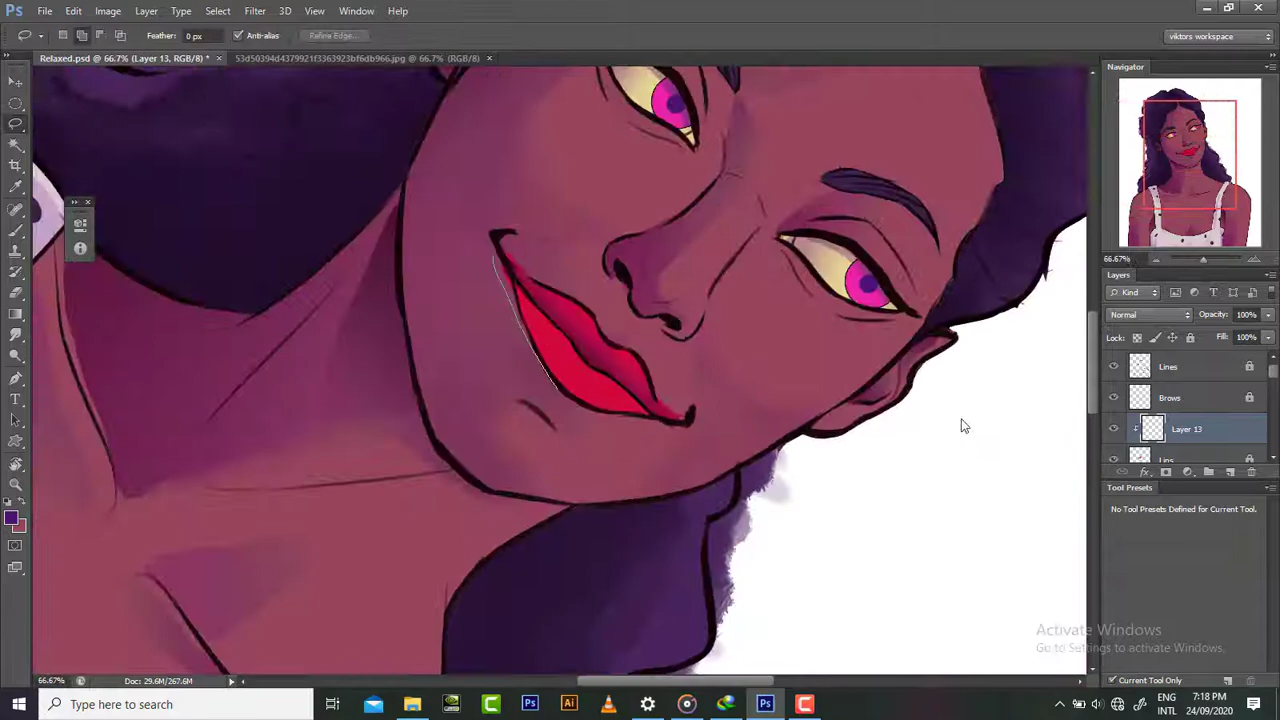 Ps File Edit Image Layer Type Select Filter 3D View Window Help
Feather: 0 px Anti-alias Refine Edge... viktors workspace
Relaxed.psd @ 66.7% (Layer 13, RGB/8) * × 53d50394d4379921f3363923bf6db966.jpg @ 66.7% (RGB/8) ×
Navigator
66.67%
Layers
Kind
Normal Opacity: 100%
Lock: Fill: 100%
Lines
Brows
Layer 13
Lips
fx
Tool Presets
No Tool Presets Defined for Current Tool.
Activate Windows
Go to Settings to activate Windows.
66.67% Doc: 29.6M/267.6M Current Tool Only
Type here to search
Ps Ai
ENG
INTL
7:18 PM
24/09/2020